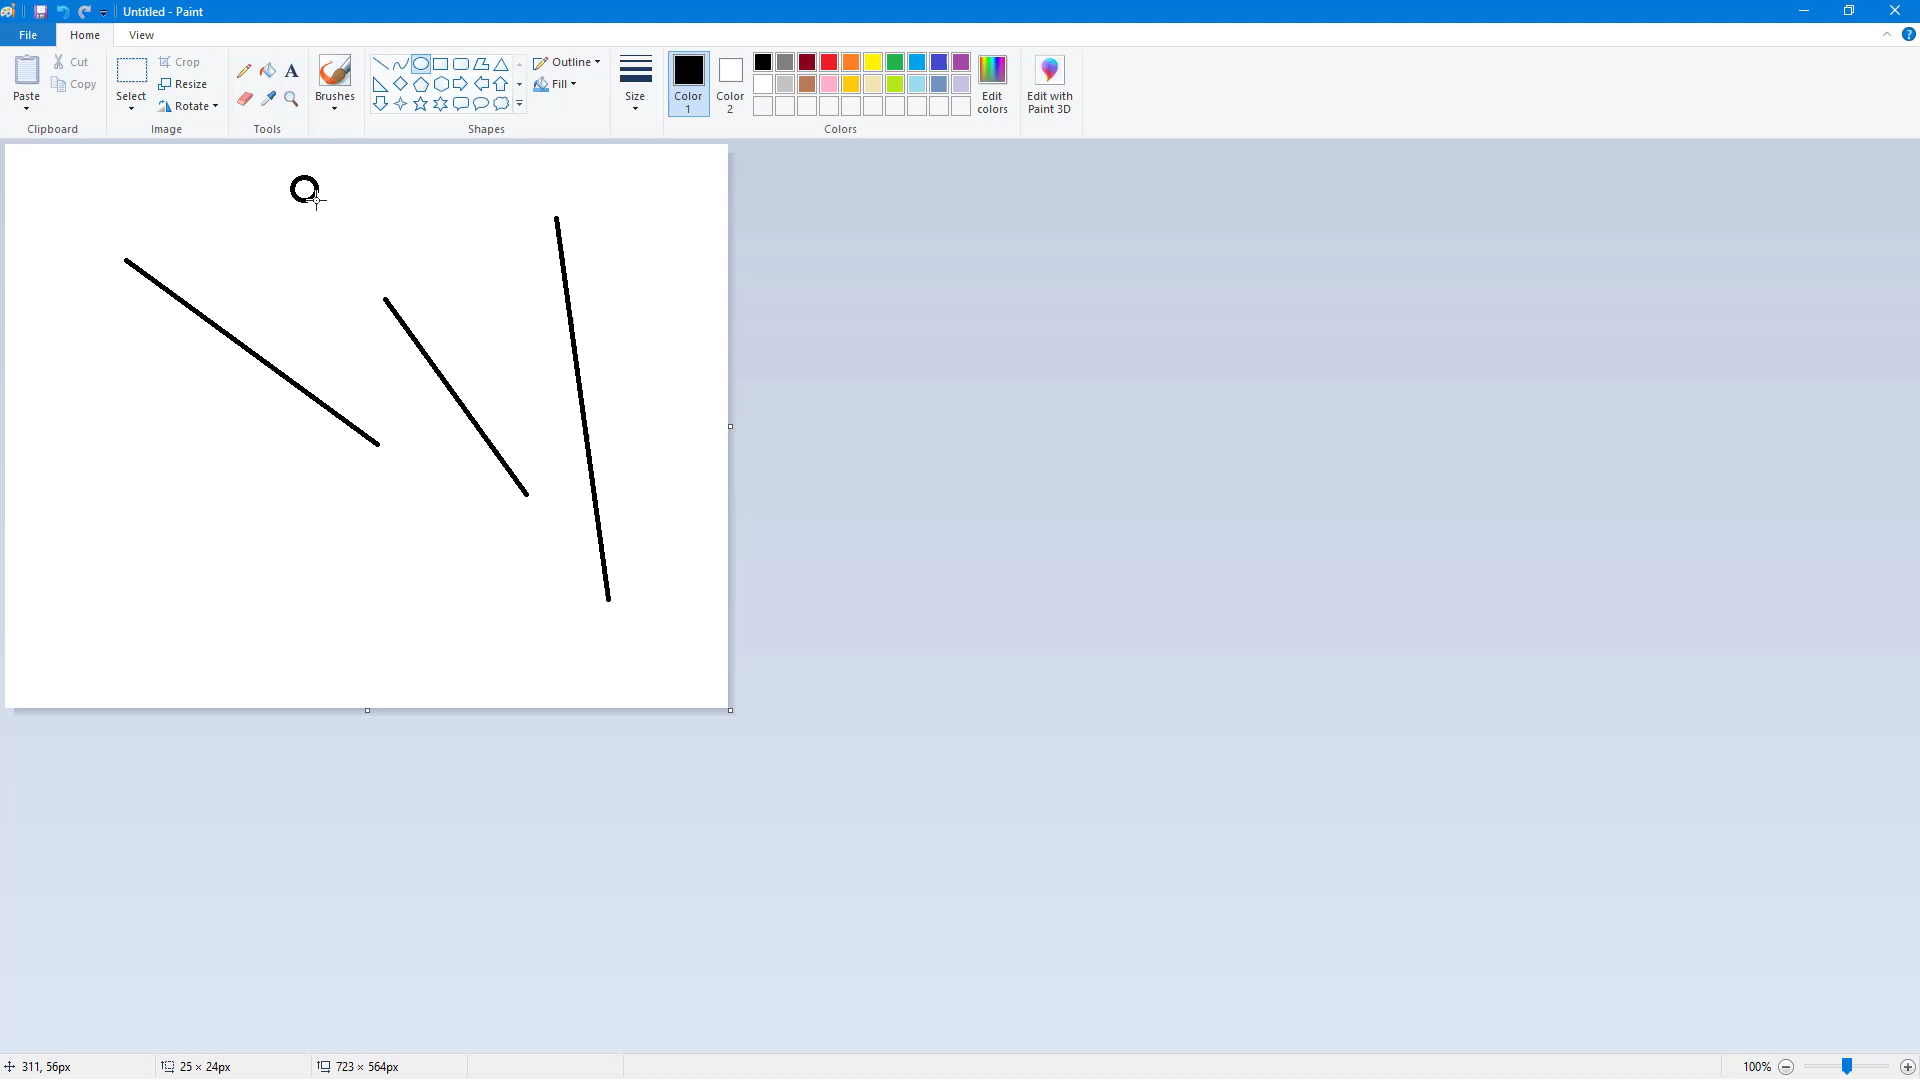 Untitled - Paint
File Home View
Paste
Cut
Copy
Clipboard
Select
Crop
Resize
Rotate
Image
A
Tools
Brushes
Outline
Fill
Shapes
Size
Color 1
Color 2
Edit colors
Colors
Edit with Paint 3D
311, 56px 25 × 24px 723 × 564px 100%